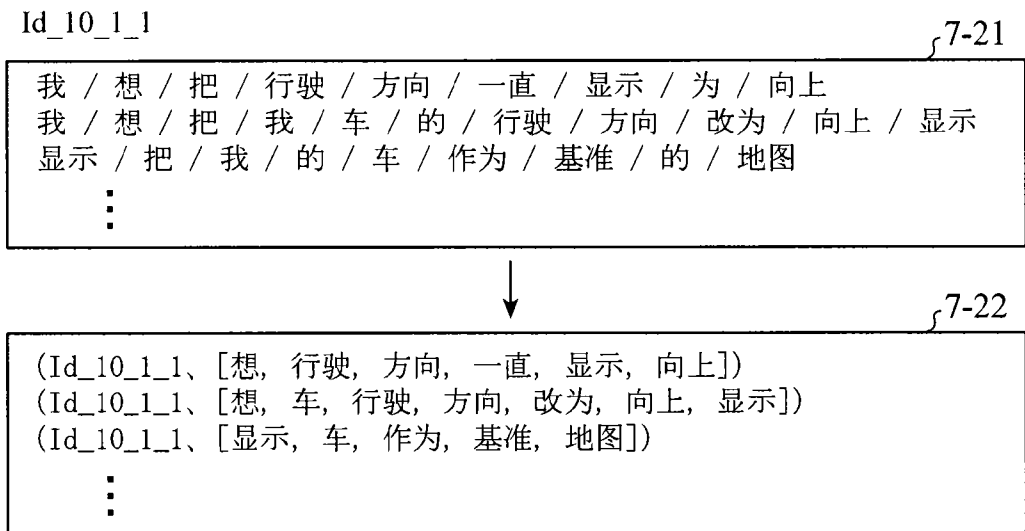 Id_10_1_1
7-21
我 / 想 / 把 / 行驶 / 方向 / 一直 / 显示 / 为 / 向上
我 / 想 / 把 / 我 / 车 / 的 / 行驶 / 方向 / 改为 / 向上 / 显示
显示 / 把 / 我 / 的 / 车 / 作为 / 基准 / 的 / 地图
7-22
(Id_10_1_1、[想, 行驶, 方向, 一直, 显示, 向上])
(Id_10_1_1、[想, 车, 行驶, 方向, 改为, 向上, 显示])
(Id_10_1_1、[显示, 车, 作为, 基准, 地图])